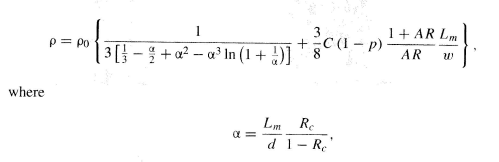 ρ = ρ₀ { 1 / 3 [ 1/3 − α/2 + α² − α³ ln (1 + 1/α) ] + 3/8 C (1 − p) (1 + AR)/AR L_m/w },
where
α = L_m/d R_c/(1 − R_c),